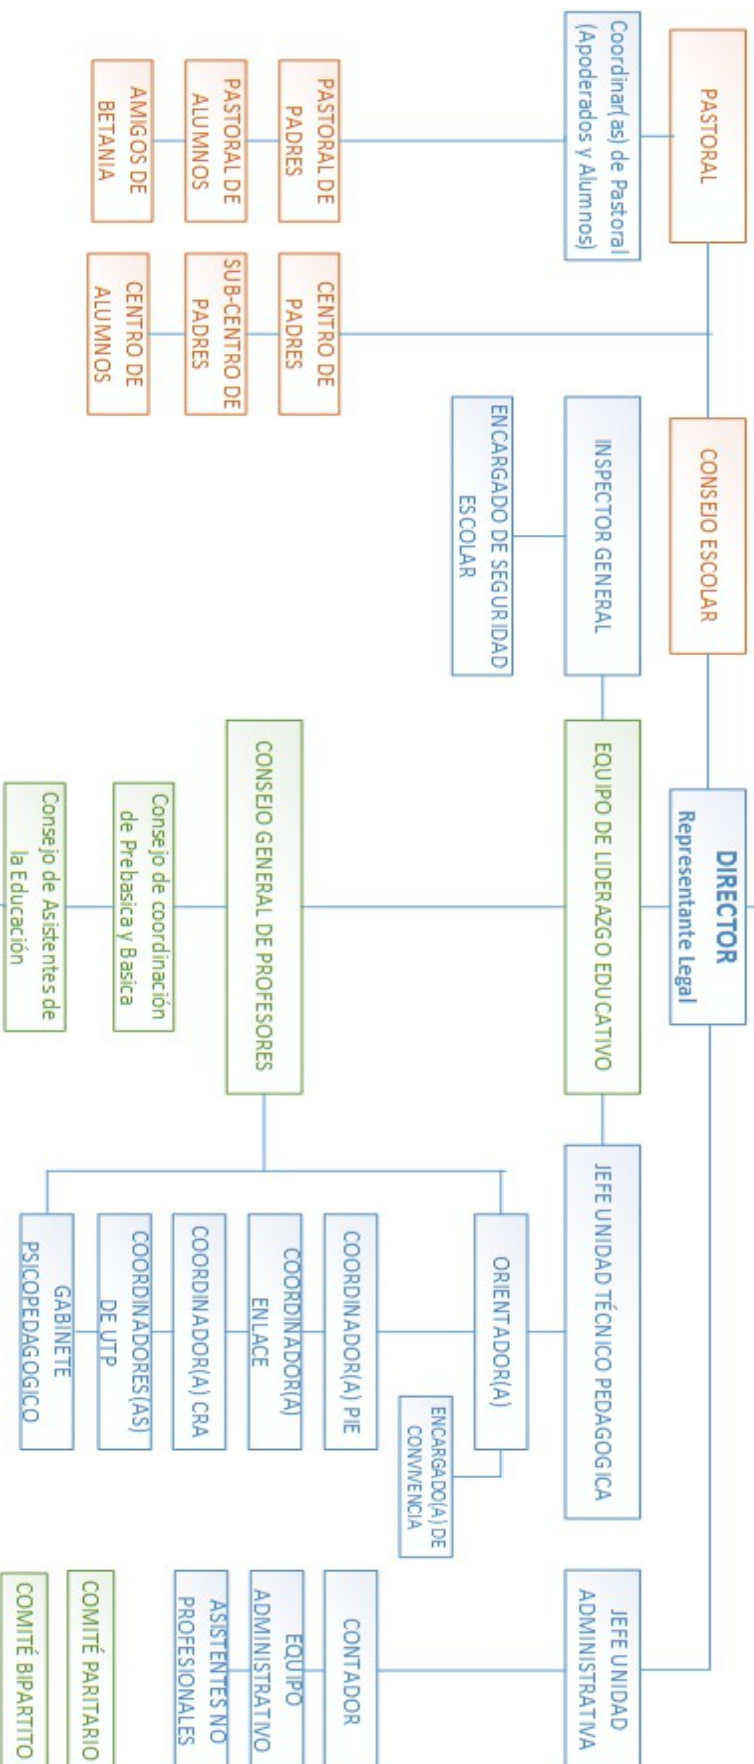 PASTORAL
Coordinar(as) de Pastoral
(Apoderados y Alumnos)
PASTORAL DE
PADRES
PASTORAL DE
ALUMNOS
AMIGOS DE
BETANIA
CENTRO DE
PADRES
SUB-CENTRO DE
PADRES
CENTRO DE
ALUMNOS
CONSEJO ESCOLAR
INSPECTOR GENERAL
ENCARGADO DE SEGURIDAD
ESCOLAR
DIRECTOR
Representante Legal
EQUIPO DE LIDERAZGO EDUCATIVO
CONSEJO GENERAL DE PROFESORES
Consejo de coordinación
de Prebasica y Basica
Consejo de Asistentes de
la Educación
JEFE UNIDAD TÉCNICO PEDAGOGICA
ORIENTADOR(A)
ENCARGADO(A) DE
CONVIVENCIA
COORDINADOR(A) PIE
COORDINADOR(A)
ENLACE
COORDINADOR(A) CRA
COORDINADORES(AS)
DE UTP
GABINETE
PSICOPEDAGOGICO
JEFE UNIDAD
ADMINISTRATIVA
CONTADOR
EQUIPO
ADMINISTRATIVO
ASISTENTES NO
PROFESIONALES
COMITÉ PARITARIO
COMITÉ BIPARTITO